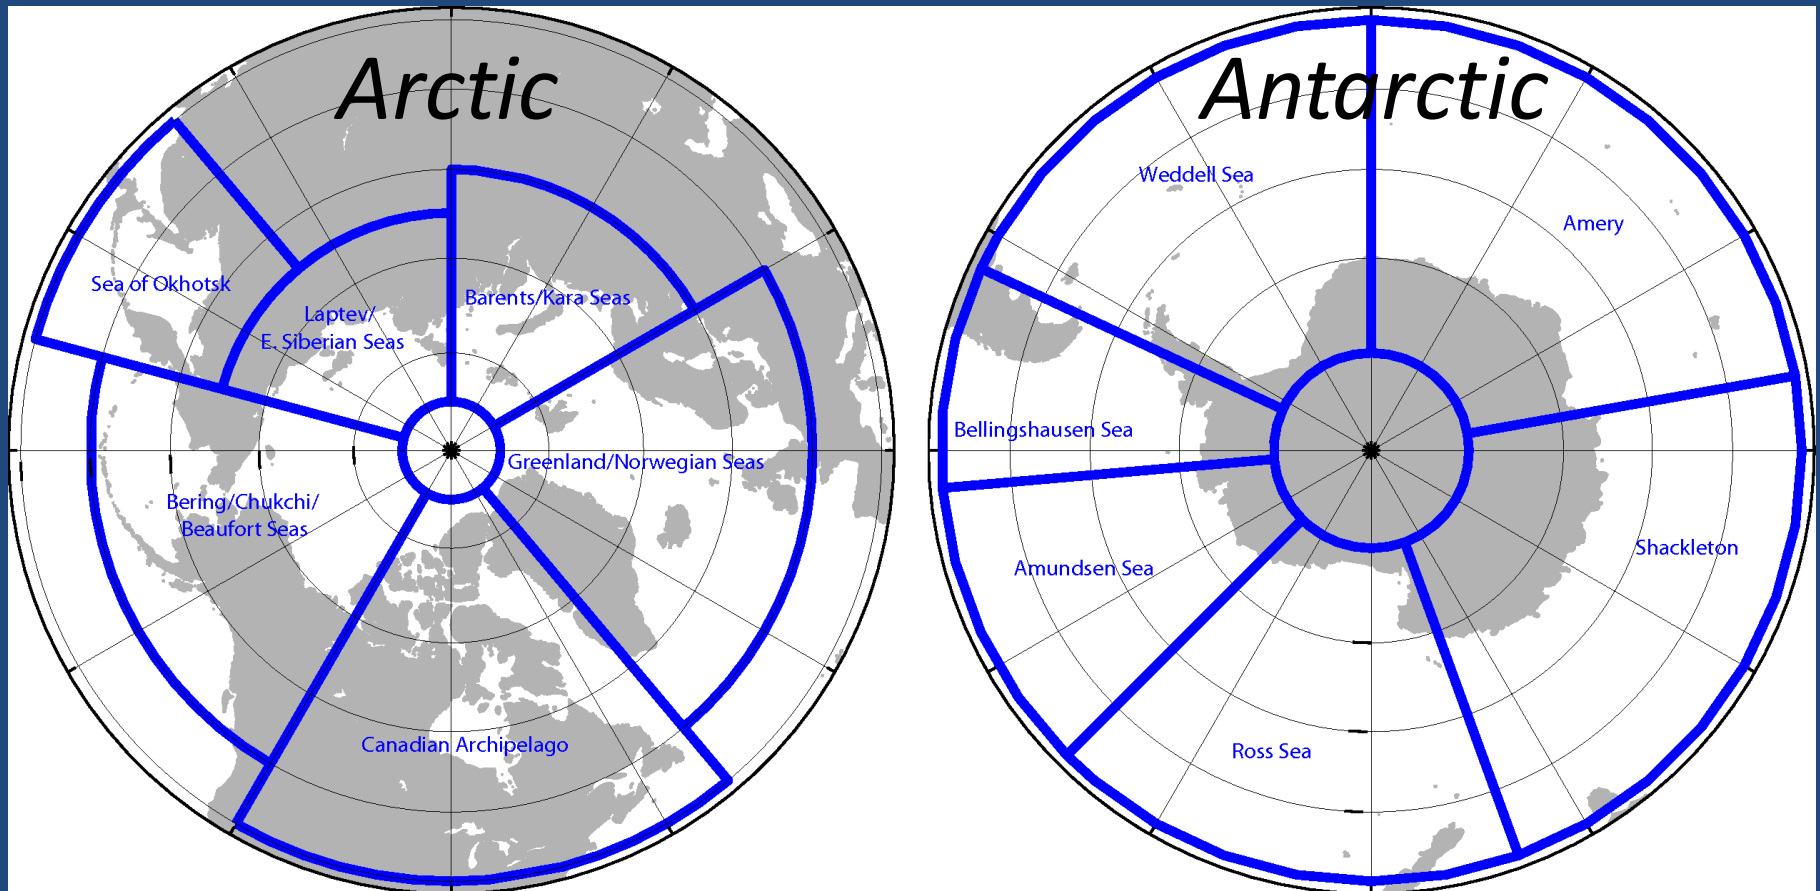 Arctic
Sea of Okhotsk
Laptev/
E. Siberian Seas
Barents/Kara Seas
Greenland/Norwegian Seas
Bering/Chukchi/
Beaufort Seas
Canadian Archipelago
Antarctic
Weddell Sea
Amery
Bellingshausen Sea
Amundsen Sea
Shackleton
Ross Sea